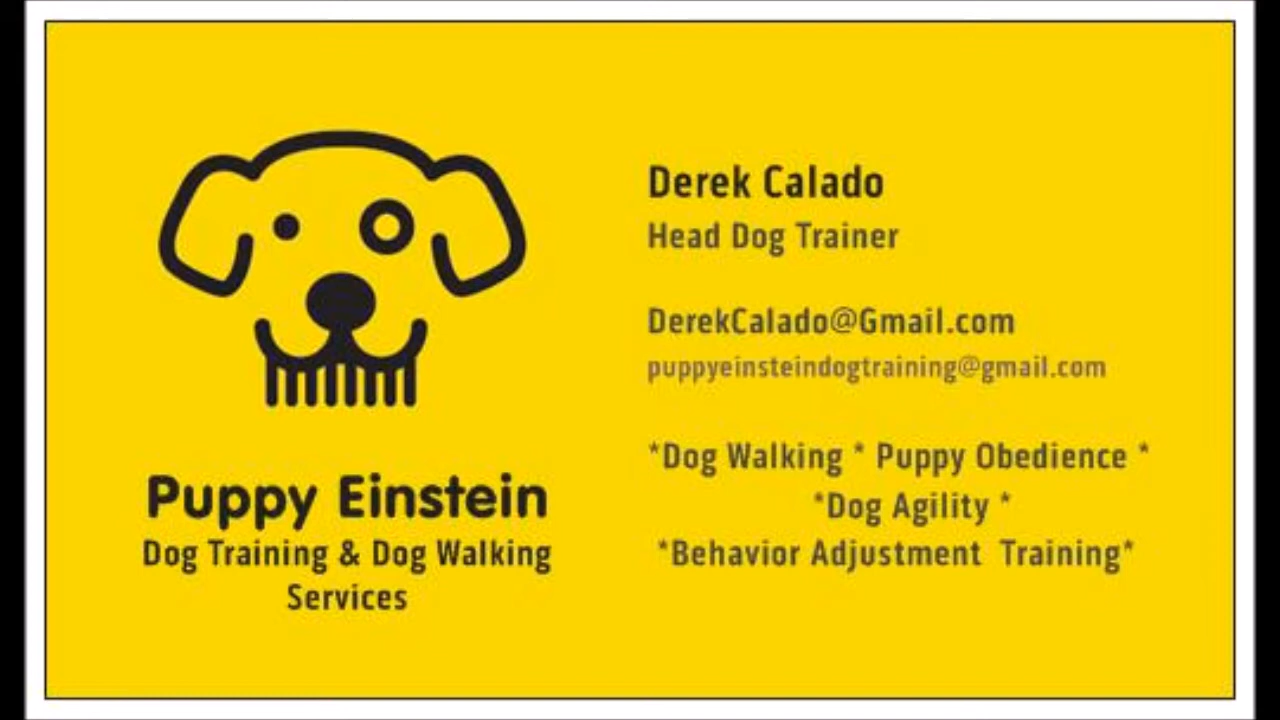 Puppy Einstein
Dog Training & Dog Walking
Services
Derek Calado
Head Dog Trainer
DerekCalado@Gmail.com
puppyeinsteindogtraining@gmail.com
*Dog Walking * Puppy Obedience *
*Dog Agility *
*Behavior Adjustment  Training*